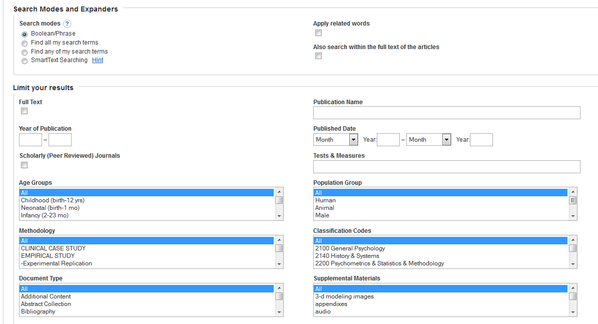 Search Modes and Expanders
Search modes ?
Boolean/Phrase
Find all my search terms
Find any of my search terms
SmartText Searching Hint
Apply related words
Also search within the full text of the articles
Limit your results
Full Text
Publication Name
Year of Publication
–
Published Date
Month Year: – Month Year:
Scholarly (Peer Reviewed) Journals
Tests & Measures
Age Groups
All
Childhood (birth-12 yrs)
Neonatal (birth-1 mo)
Infancy (2-23 mo)
Population Group
All
Human
Animal
Male
Methodology
All
CLINICAL CASE STUDY
EMPIRICAL STUDY
-Experimental Replication
Classification Codes
All
2100 General Psychology
2140 History & Systems
2200 Psychometrics & Statistics & Methodology
Document Type
All
Additional Content
Abstract Collection
Bibliography
Supplemental Materials
All
3-d modeling images
appendixes
audio